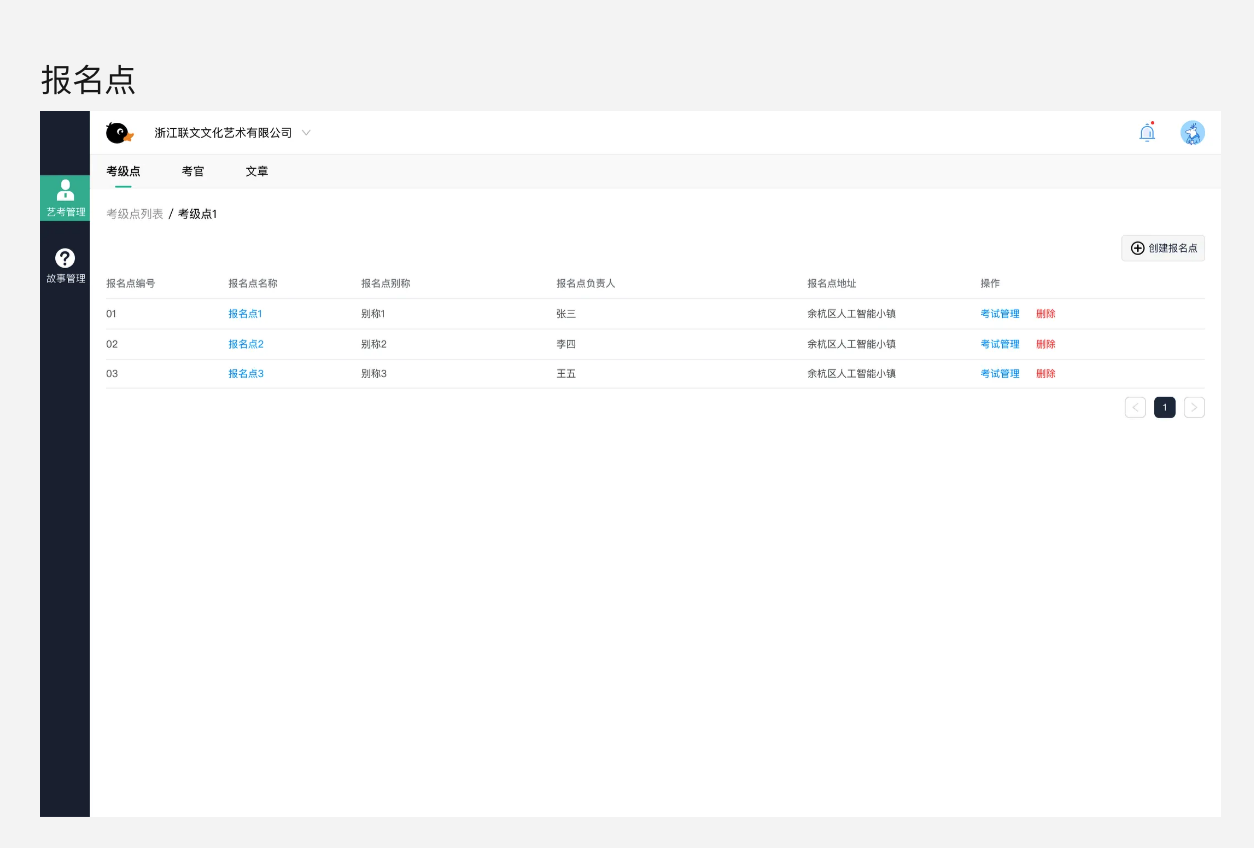 报名点
浙江联文文化艺术有限公司
考级点 考官 文章
艺考管理
故事管理
考级点列表 / 考级点1
创建报名点
报名点编号 报名点名称 报名点别称 报名点负责人 报名点地址 操作
01 报名点1 别称1 张三 余杭区人工智能小镇 考试管理 删除
02 报名点2 别称2 李四 余杭区人工智能小镇 考试管理 删除
03 报名点3 别称3 王五 余杭区人工智能小镇 考试管理 删除
1